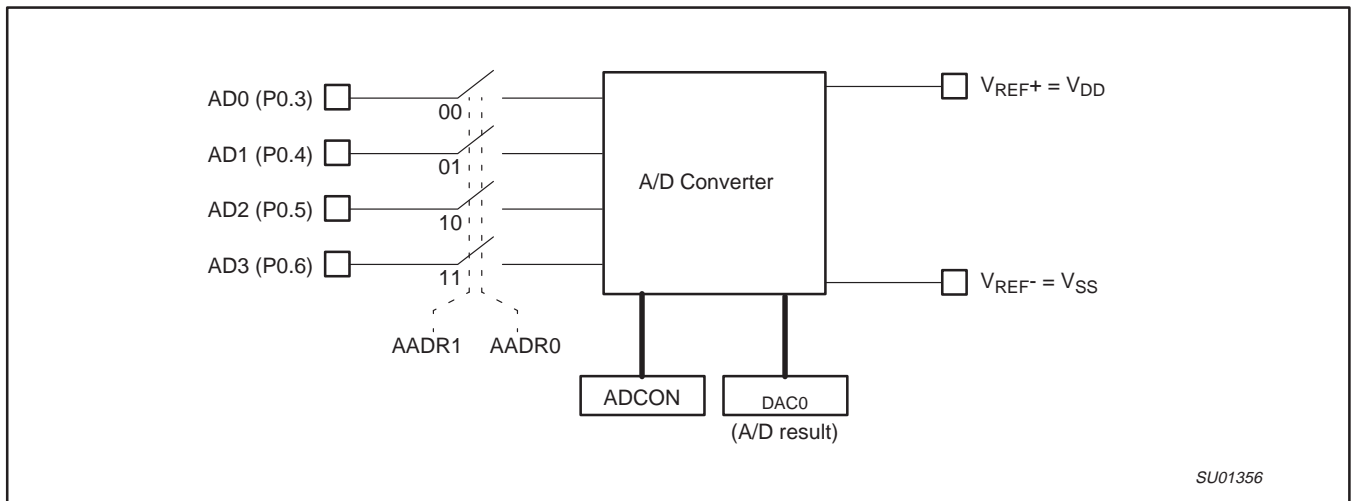 AD0 (P0.3)
00
VREF+ = VDD
AD1 (P0.4)
01
A/D Converter
AD2 (P0.5)
10
AD3 (P0.6)
11
VREF- = VSS
AADR1 AADR0
ADCON
DAC0
(A/D result)
SU01356